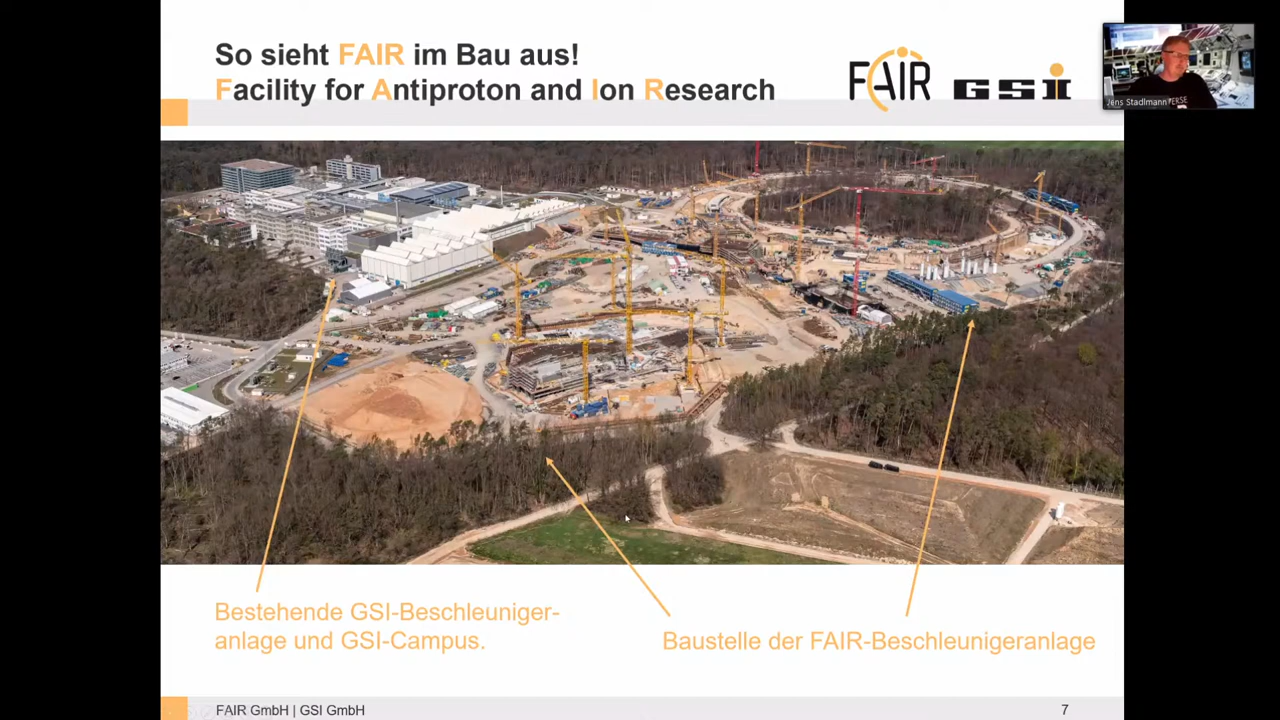 So sieht FAIR im Bau aus!
Facility for Antiproton and Ion Research
FAIR GSI
Jens Stadlmann
ERSE
Bestehende GSI-Beschleuniger-
anlage und GSI-Campus.
Baustelle der FAIR-Beschleunigeranlage
FAIR GmbH | GSI GmbH
7